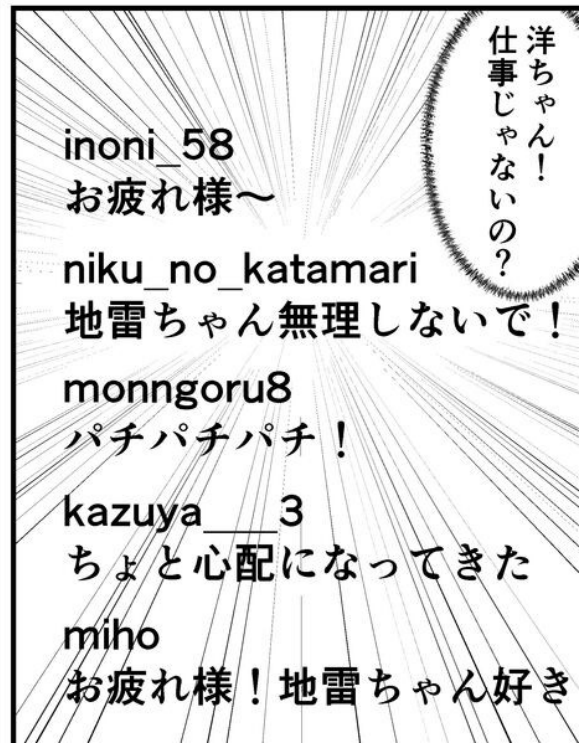 洋ちゃん！
仕事じゃないの？
inoni_58
お疲れ様～
niku_no_katamari
地雷ちゃん無理しないで！
monngoru8
パチパチパチ！
kazuya___3
ちょと心配になってきた
miho
お疲れ様！地雷ちゃん好き